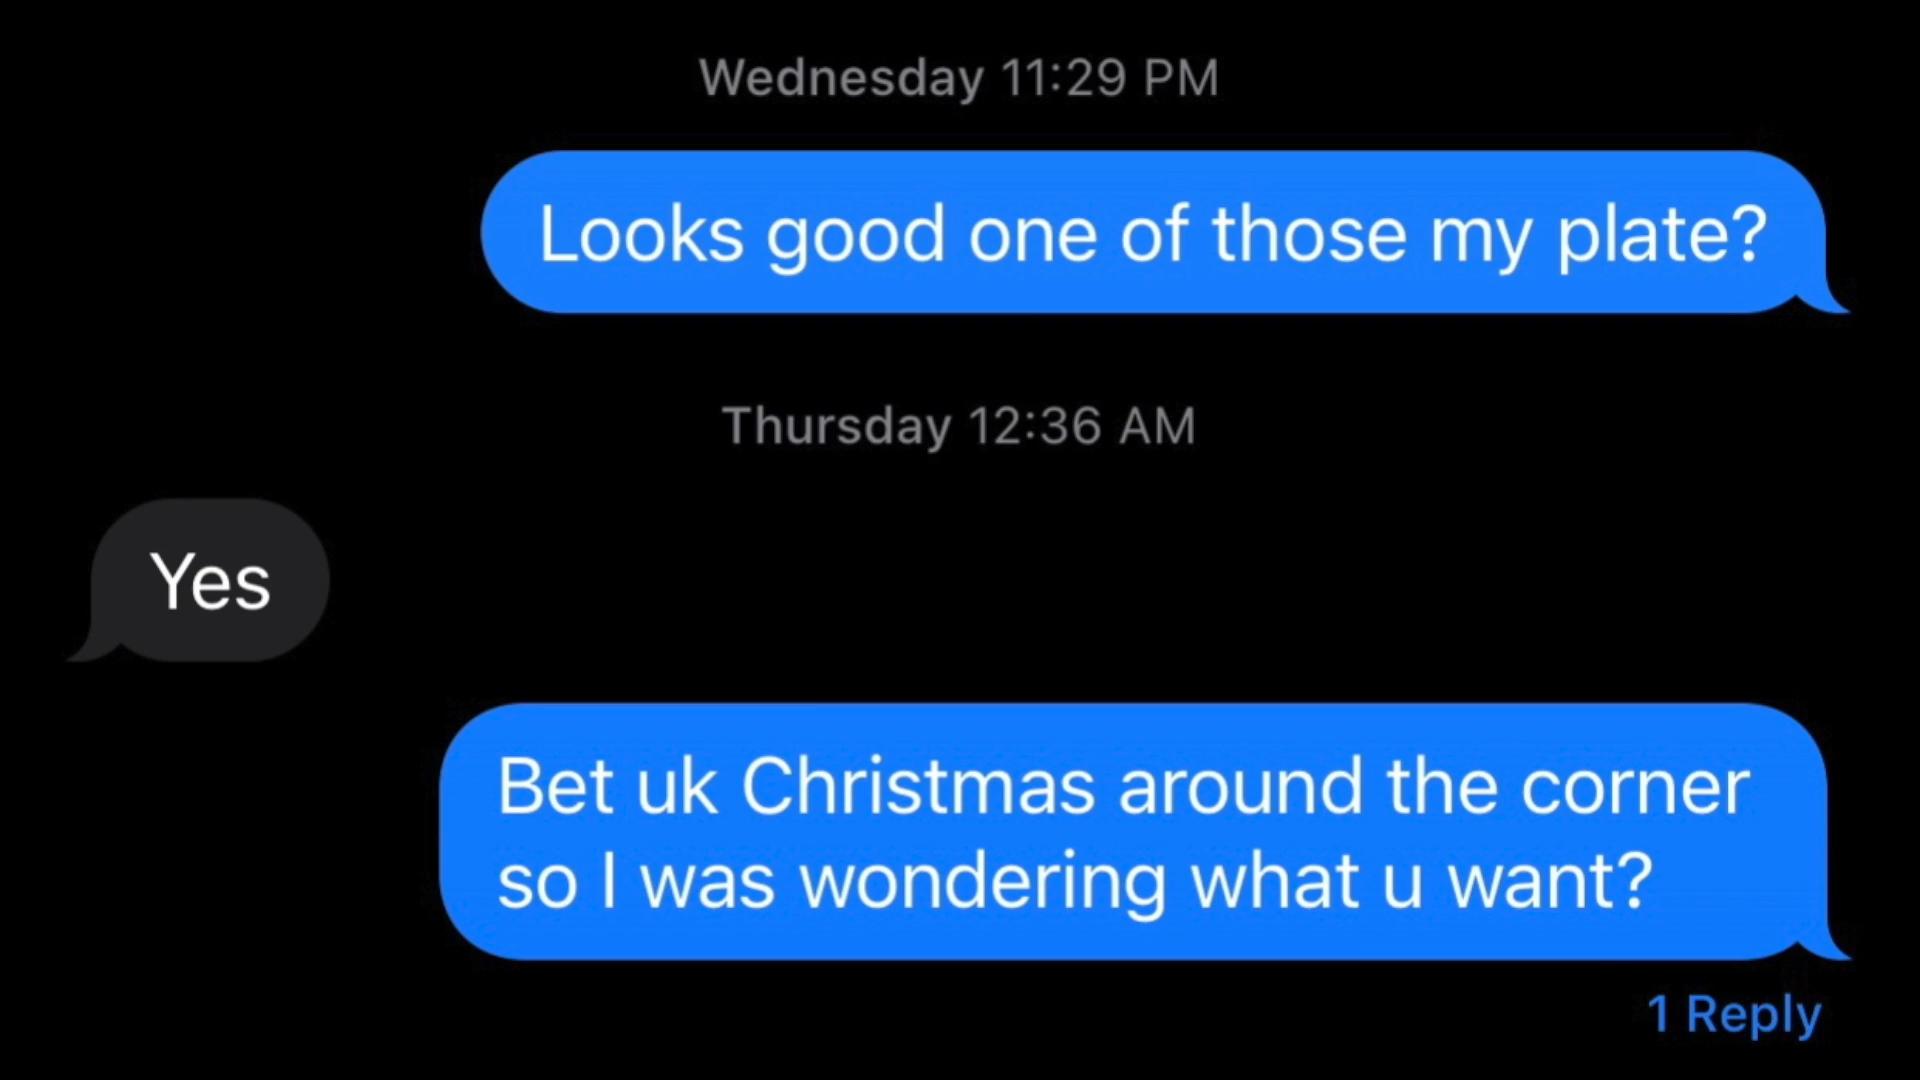 Wednesday 11:29 PM
Looks good one of those my plate?
Thursday 12:36 AM
Yes
Bet uk Christmas around the corner
so I was wondering what u want?
1 Reply